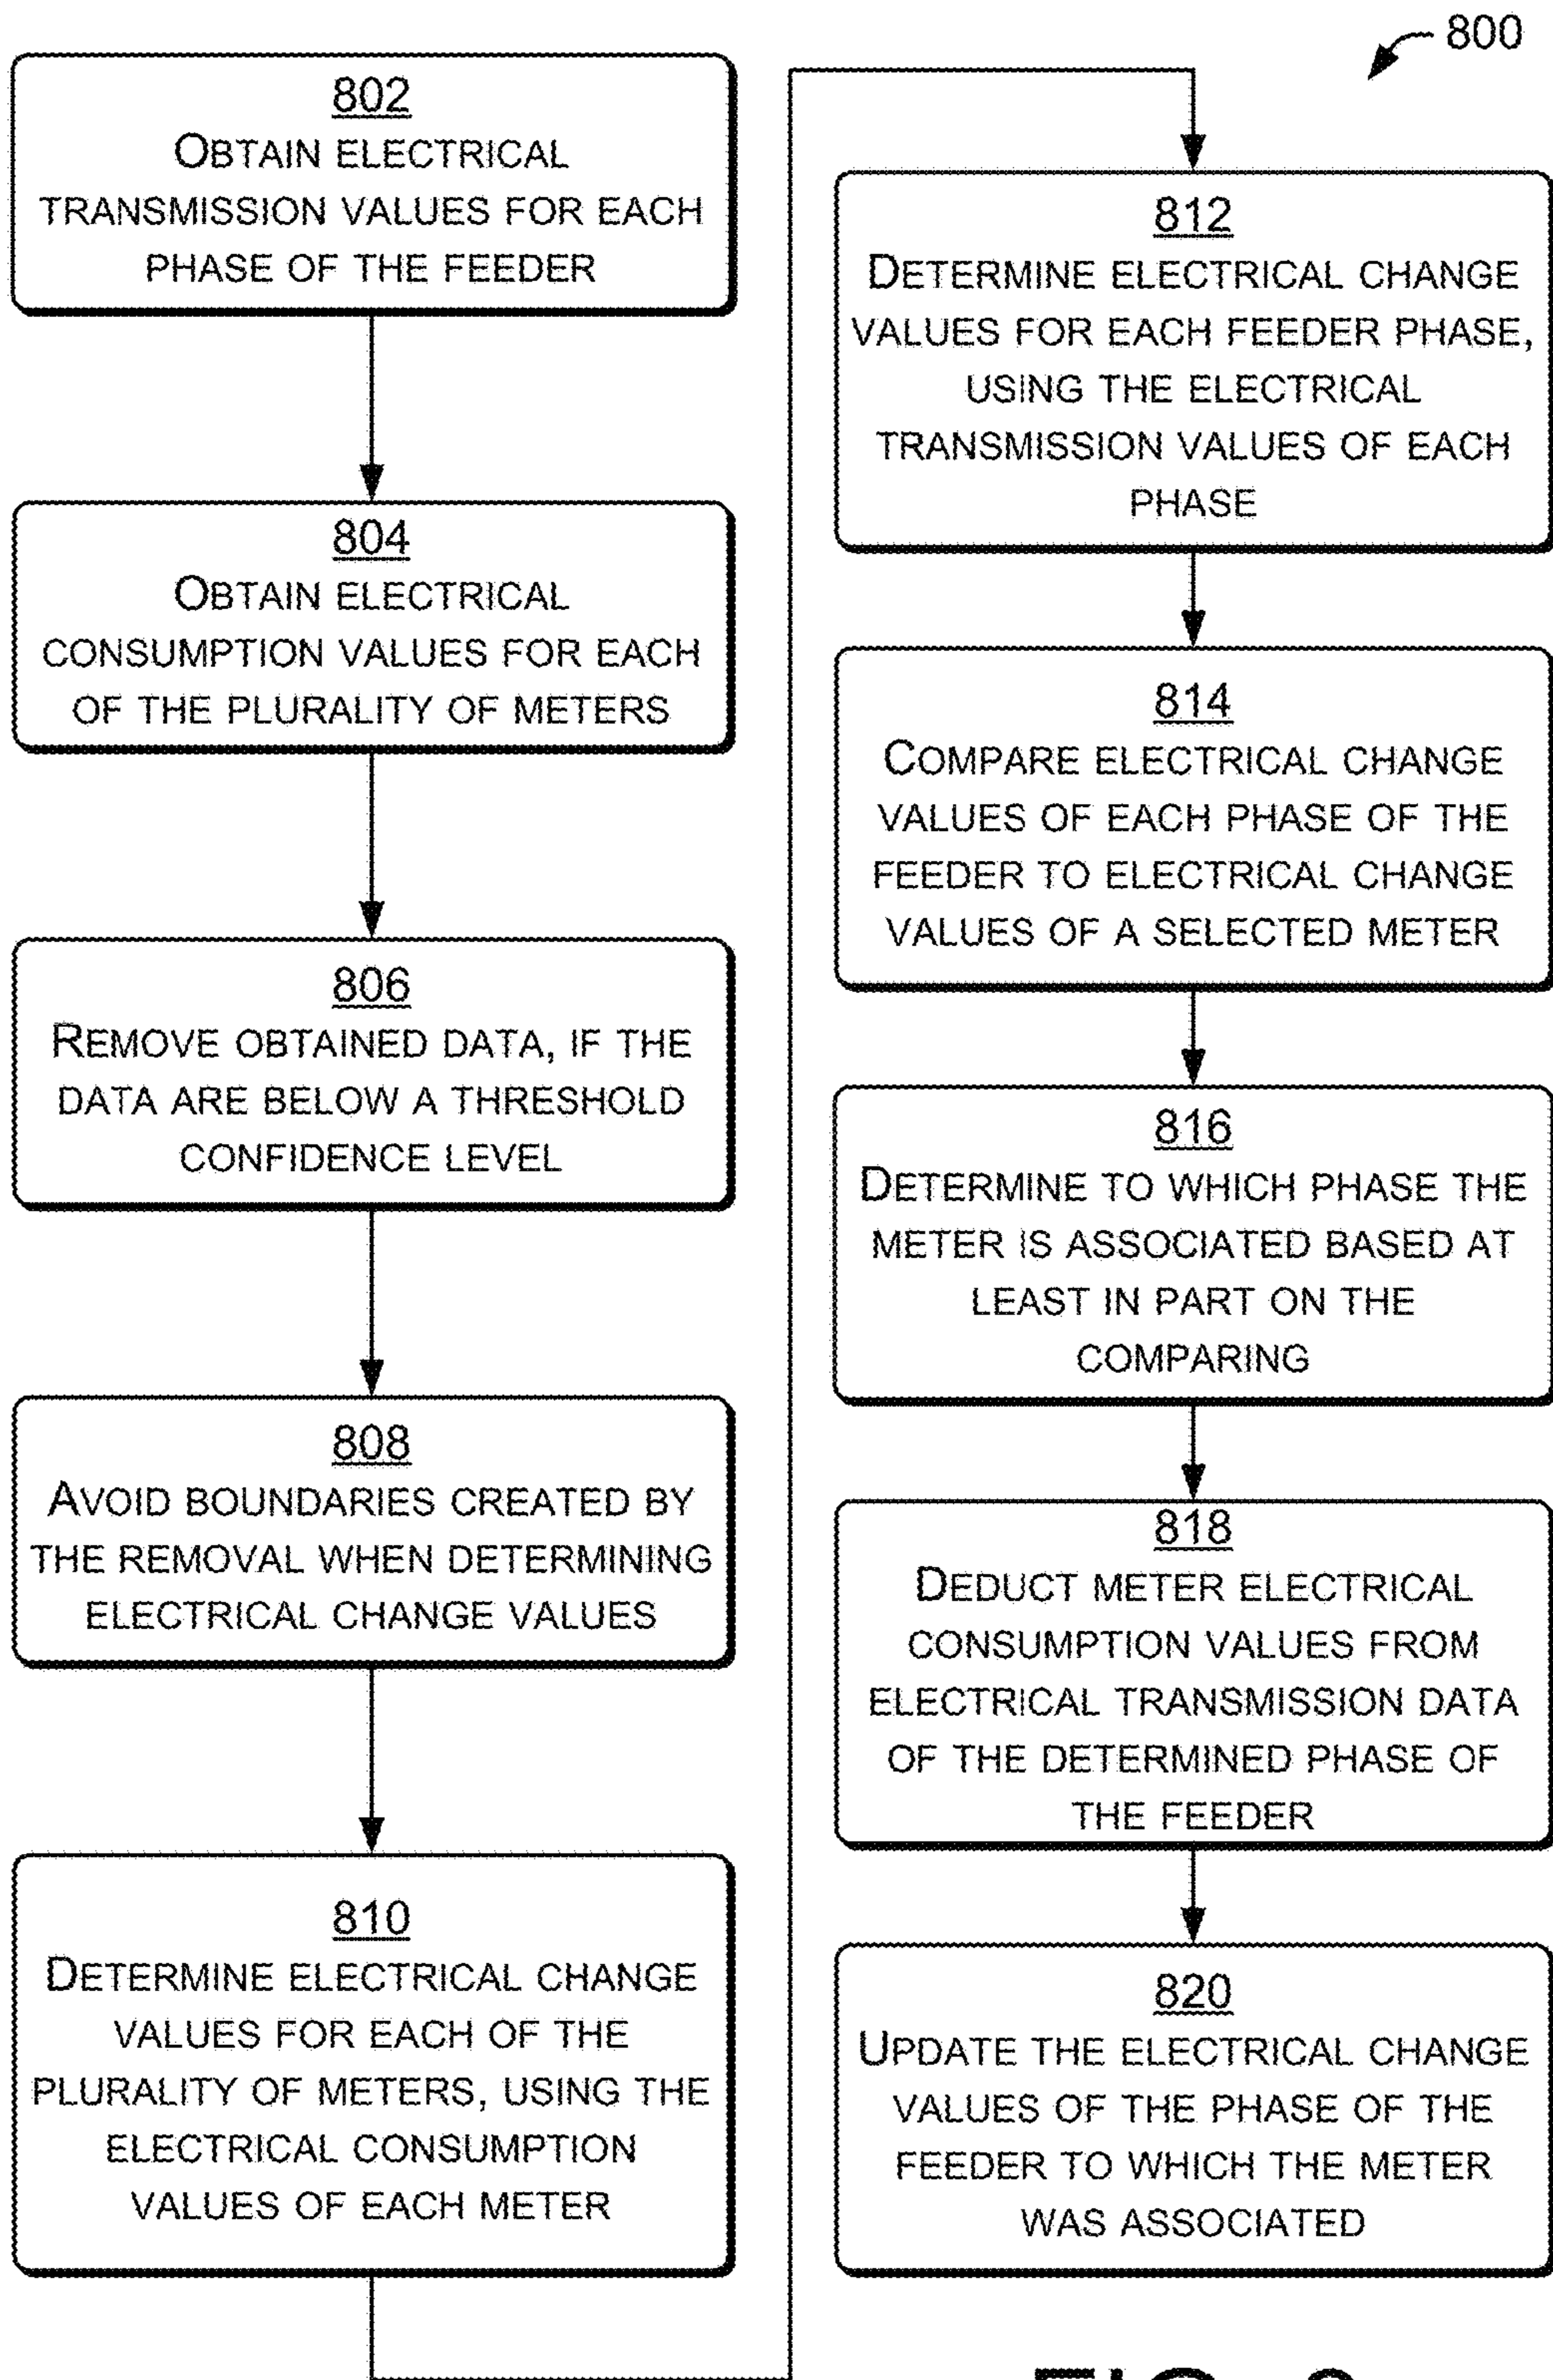 800
802
OBTAIN ELECTRICAL
TRANSMISSION VALUES FOR EACH
PHASE OF THE FEEDER
804
OBTAIN ELECTRICAL
CONSUMPTION VALUES FOR EACH
OF THE PLURALITY OF METERS
806
REMOVE OBTAINED DATA, IF THE
DATA ARE BELOW A THRESHOLD
CONFIDENCE LEVEL
808
AVOID BOUNDARIES CREATED BY
THE REMOVAL WHEN DETERMINING
ELECTRICAL CHANGE VALUES
810
DETERMINE ELECTRICAL CHANGE
VALUES FOR EACH OF THE
PLURALITY OF METERS, USING THE
ELECTRICAL CONSUMPTION
VALUES OF EACH METER
812
DETERMINE ELECTRICAL CHANGE
VALUES FOR EACH FEEDER PHASE,
USING THE ELECTRICAL
TRANSMISSION VALUES OF EACH
PHASE
814
COMPARE ELECTRICAL CHANGE
VALUES OF EACH PHASE OF THE
FEEDER TO ELECTRICAL CHANGE
VALUES OF A SELECTED METER
816
DETERMINE TO WHICH PHASE THE
METER IS ASSOCIATED BASED AT
LEAST IN PART ON THE
COMPARING
818
DEDUCT METER ELECTRICAL
CONSUMPTION VALUES FROM
ELECTRICAL TRANSMISSION DATA
OF THE DETERMINED PHASE OF
THE FEEDER
820
UPDATE THE ELECTRICAL CHANGE
VALUES OF THE PHASE OF THE
FEEDER TO WHICH THE METER
WAS ASSOCIATED